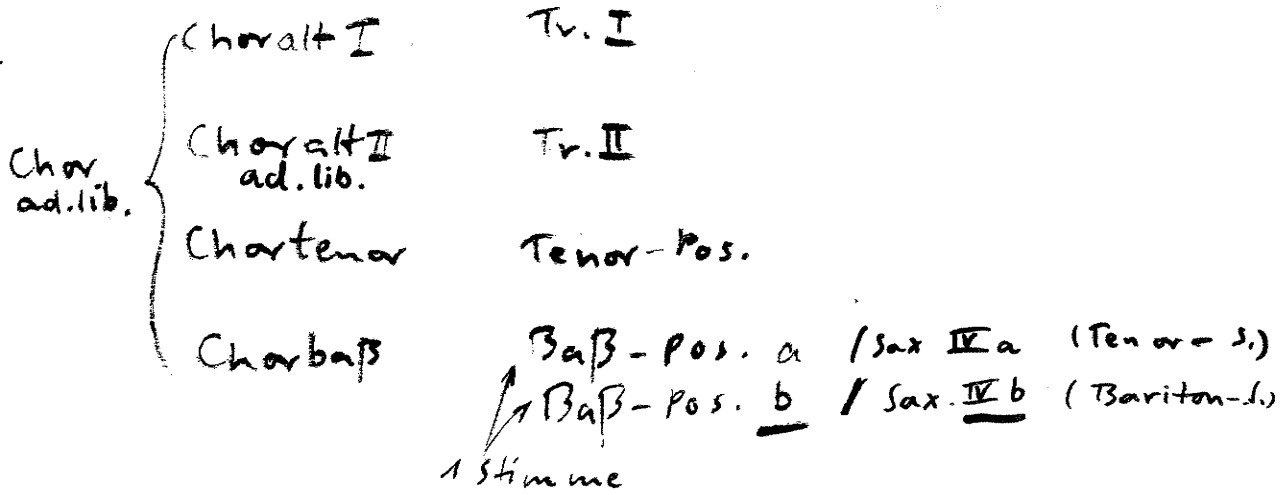 Choralt I Tr. I
Choralt II Tr. II
Chor ad. lib.
ad. lib.
Chortenor Tenor-Pos.
Chorbaß Baß-Pos. a / Sax IV a (Tenor-S.)
Baß-Pos. b / Sax. IV b (Bariton-S.)
1 Stimme